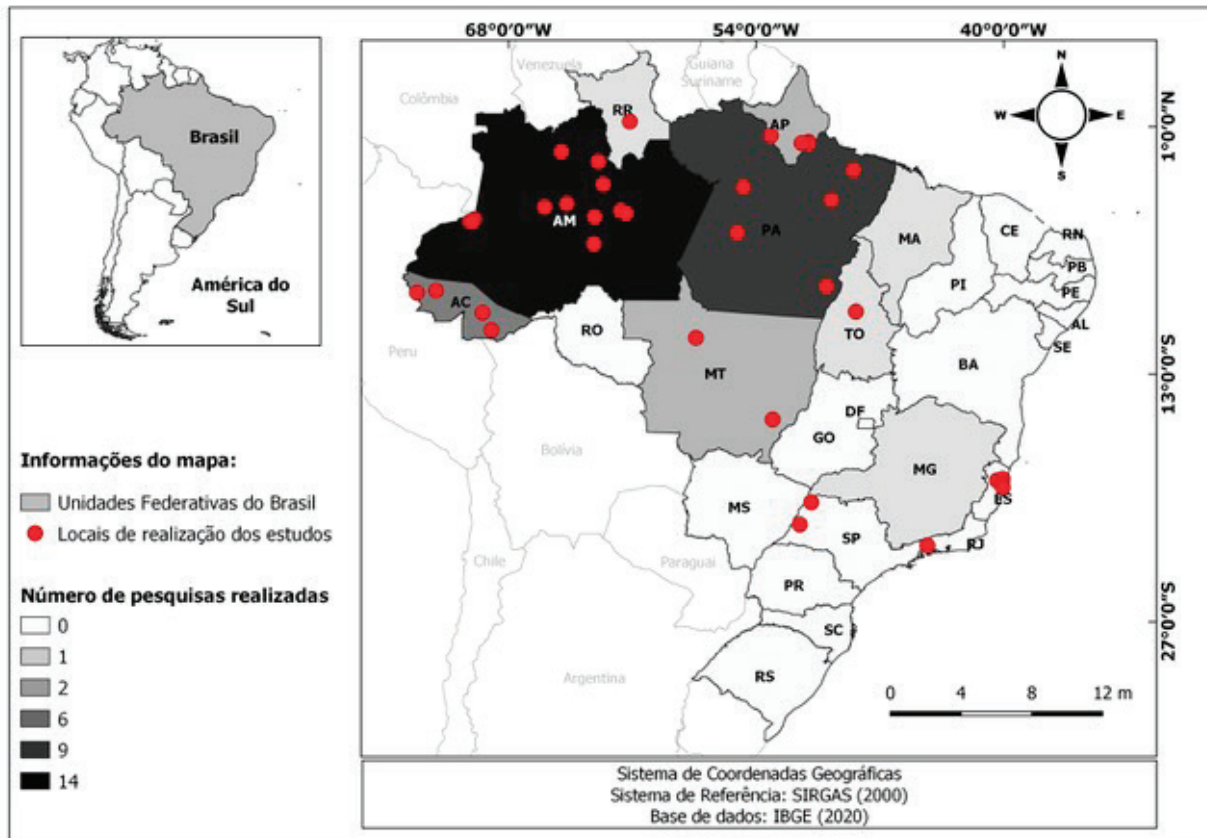 Brasil
América do
Sul
Informações do mapa:
Unidades Federativas do Brasil
Locais de realização dos estudos
Número de pesquisas realizadas
0
1
2
6
9
14
68°0'0"W
54°0'0"W
40°0'0"W
1°0'0"N
13°0'0"S
27°0'0"S
N
W
E
S
Venezuela
Guiana
Suriname
Colômbia
Peru
Bolívia
Chile
Paraguai
Argentina
RR
AP
AM
PA
MA
CE
RN
PB
PE
PI
AL
SE
AC
RO
TO
BA
MT
DF
GO
MG
ES
MS
SP
RJ
PR
SC
RS
0 4 8 12 m
Sistema de Coordenadas Geográficas
Sistema de Referência: SIRGAS (2000)
Base de dados: IBGE (2020)